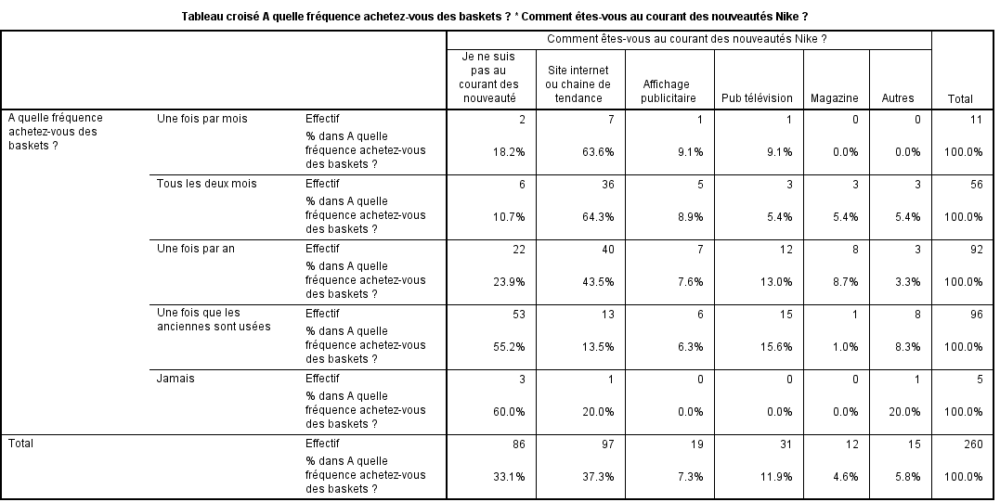 Tableau croisé A quelle fréquence achetez-vous des baskets ? * Comment êtes-vous au courant des nouveautés Nike ?
Comment êtes-vous au courant des nouveautés Nike ?
Je ne suis
pas au
courant des
nouveauté
Site internet
ou chaine de
tendance
Affichage
publicitaire
Pub télévision
Magazine
Autres
Total
A quelle fréquence
achetez-vous des
baskets ?
Une fois par mois
Effectif 2 7 1 1 0 0 11
% dans A quelle
fréquence achetez-vous
des baskets ?
18.2% 63.6% 9.1% 9.1% 0.0% 0.0% 100.0%
Tous les deux mois
Effectif 6 36 5 3 3 3 56
% dans A quelle
fréquence achetez-vous
des baskets ?
10.7% 64.3% 8.9% 5.4% 5.4% 5.4% 100.0%
Une fois par an
Effectif 22 40 7 12 8 3 92
% dans A quelle
fréquence achetez-vous
des baskets ?
23.9% 43.5% 7.6% 13.0% 8.7% 3.3% 100.0%
Une fois que les
anciennes sont usées
Effectif 53 13 6 15 1 8 96
% dans A quelle
fréquence achetez-vous
des baskets ?
55.2% 13.5% 6.3% 15.6% 1.0% 8.3% 100.0%
Jamais
Effectif 3 1 0 0 0 1 5
% dans A quelle
fréquence achetez-vous
des baskets ?
60.0% 20.0% 0.0% 0.0% 0.0% 20.0% 100.0%
Total
Effectif 86 97 19 31 12 15 260
% dans A quelle
fréquence achetez-vous
des baskets ?
33.1% 37.3% 7.3% 11.9% 4.6% 5.8% 100.0%